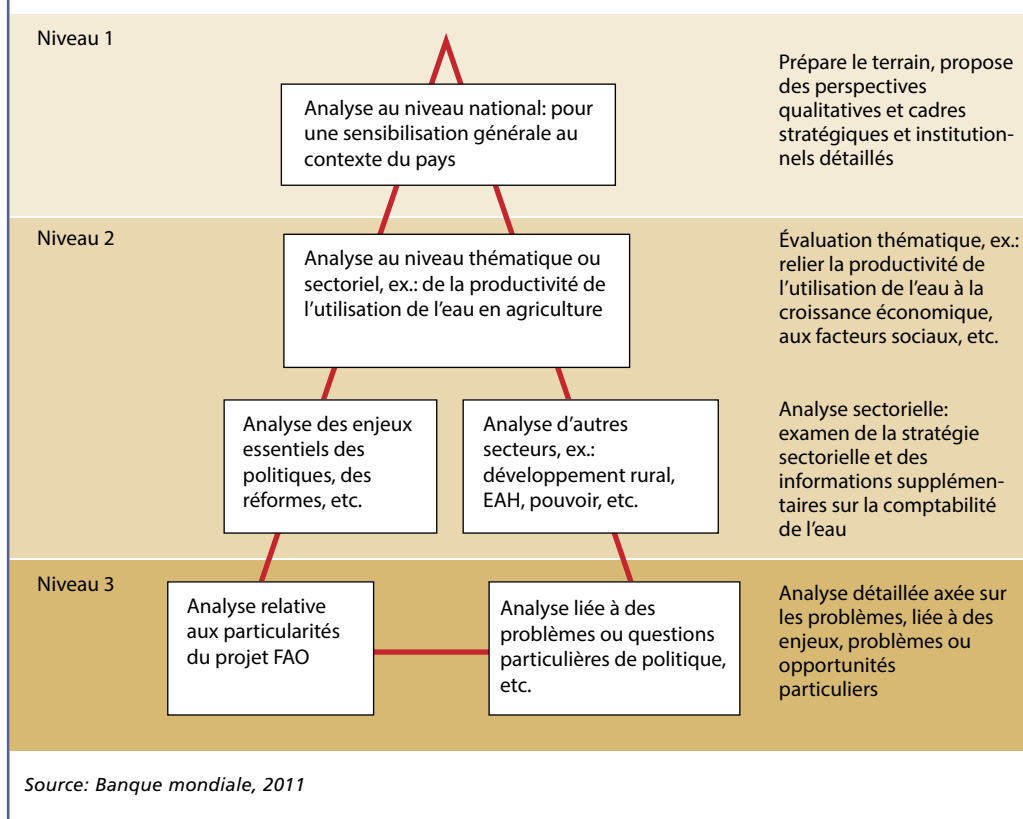 Niveau 1
Analyse au niveau national: pour
une sensibilisation générale au
contexte du pays
Prépare le terrain, propose
des perspectives
qualitatives et cadres
stratégiques et institution-
nels détaillés
Niveau 2
Analyse au niveau thématique ou
sectoriel, ex.: de la productivité de
l'utilisation de l'eau en agriculture
Évaluation thématique, ex.:
relier la productivité de
l'utilisation de l'eau à la
croissance économique,
aux facteurs sociaux, etc.
Analyse des enjeux
essentiels des
politiques, des
réformes, etc.
Analyse d'autres
secteurs, ex.:
développement rural,
EAH, pouvoir, etc.
Analyse sectorielle:
examen de la stratégie
sectorielle et des
informations supplémen-
taires sur la comptabilité
de l'eau
Niveau 3
Analyse relative
aux particularités
du projet FAO
Analyse liée à des
problèmes ou questions
particulières de politique,
etc.
Analyse détaillée axée sur
les problèmes, liée à des
enjeux, problèmes ou
opportunités
particuliers
Source: Banque mondiale, 2011